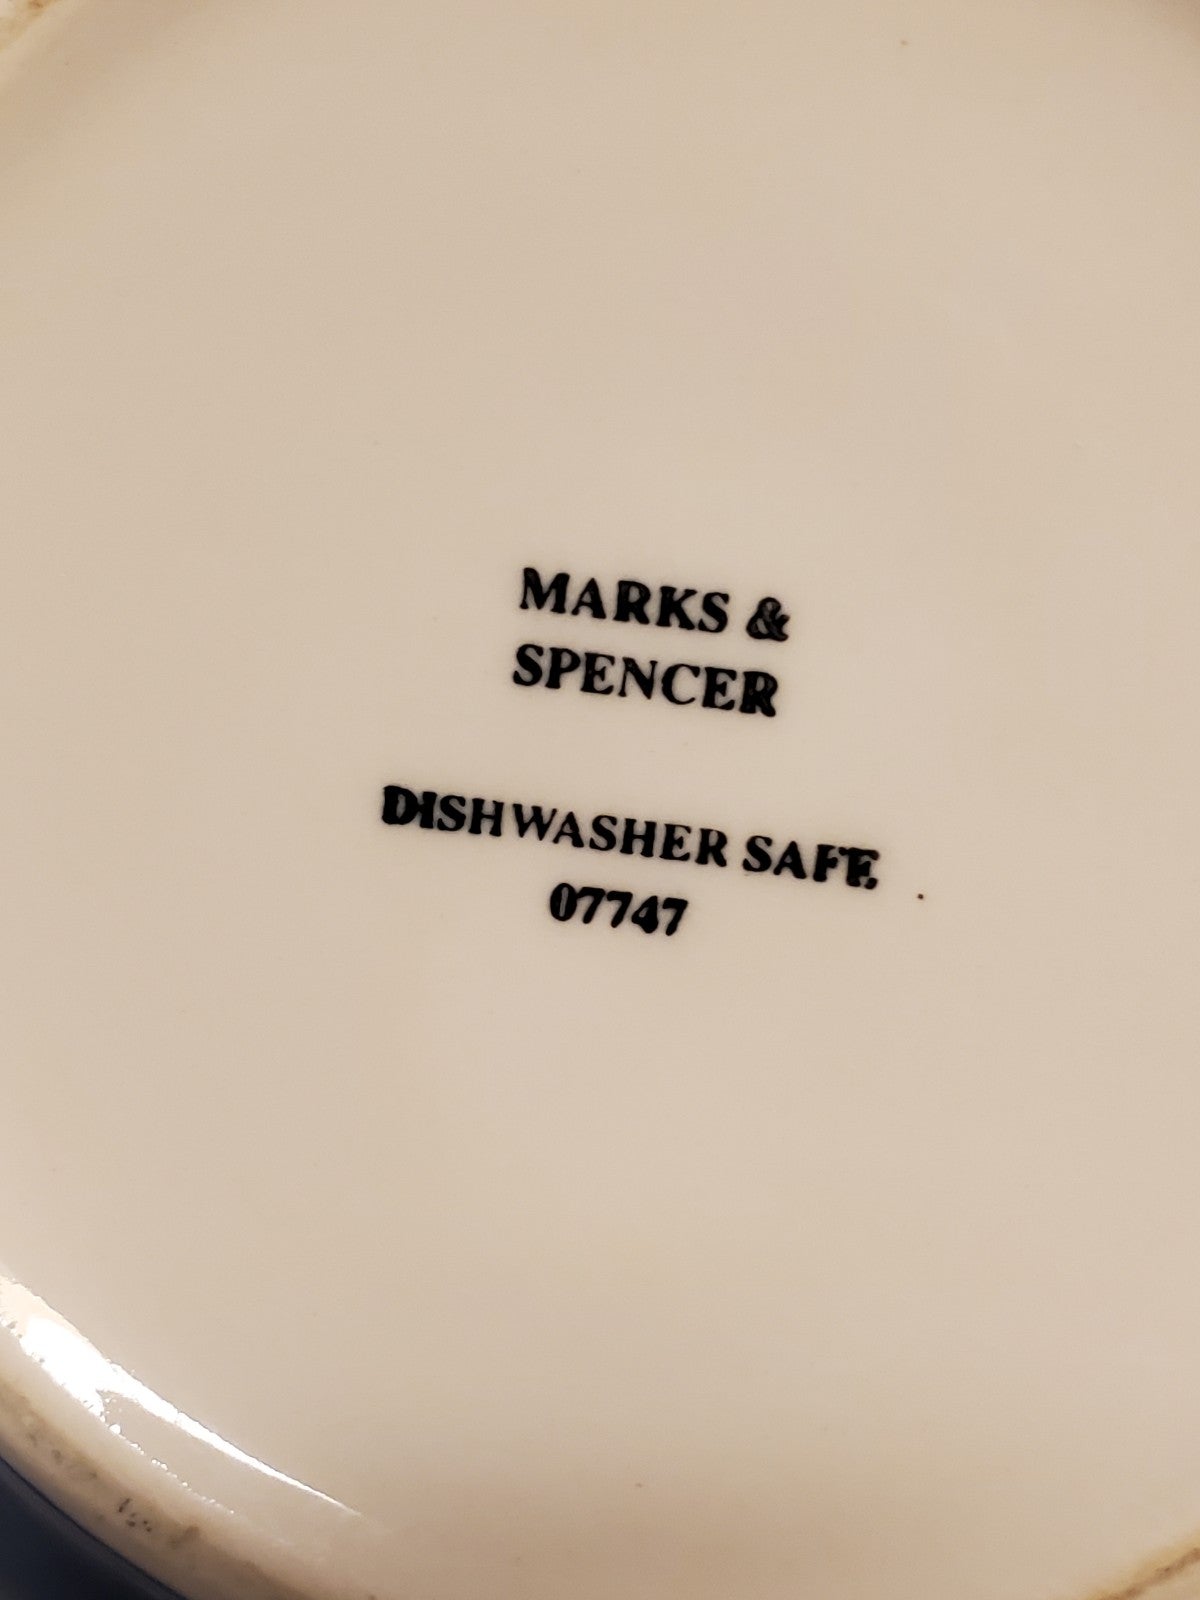 MARKS &
SPENCER
DISHWASHER SAFE
07747